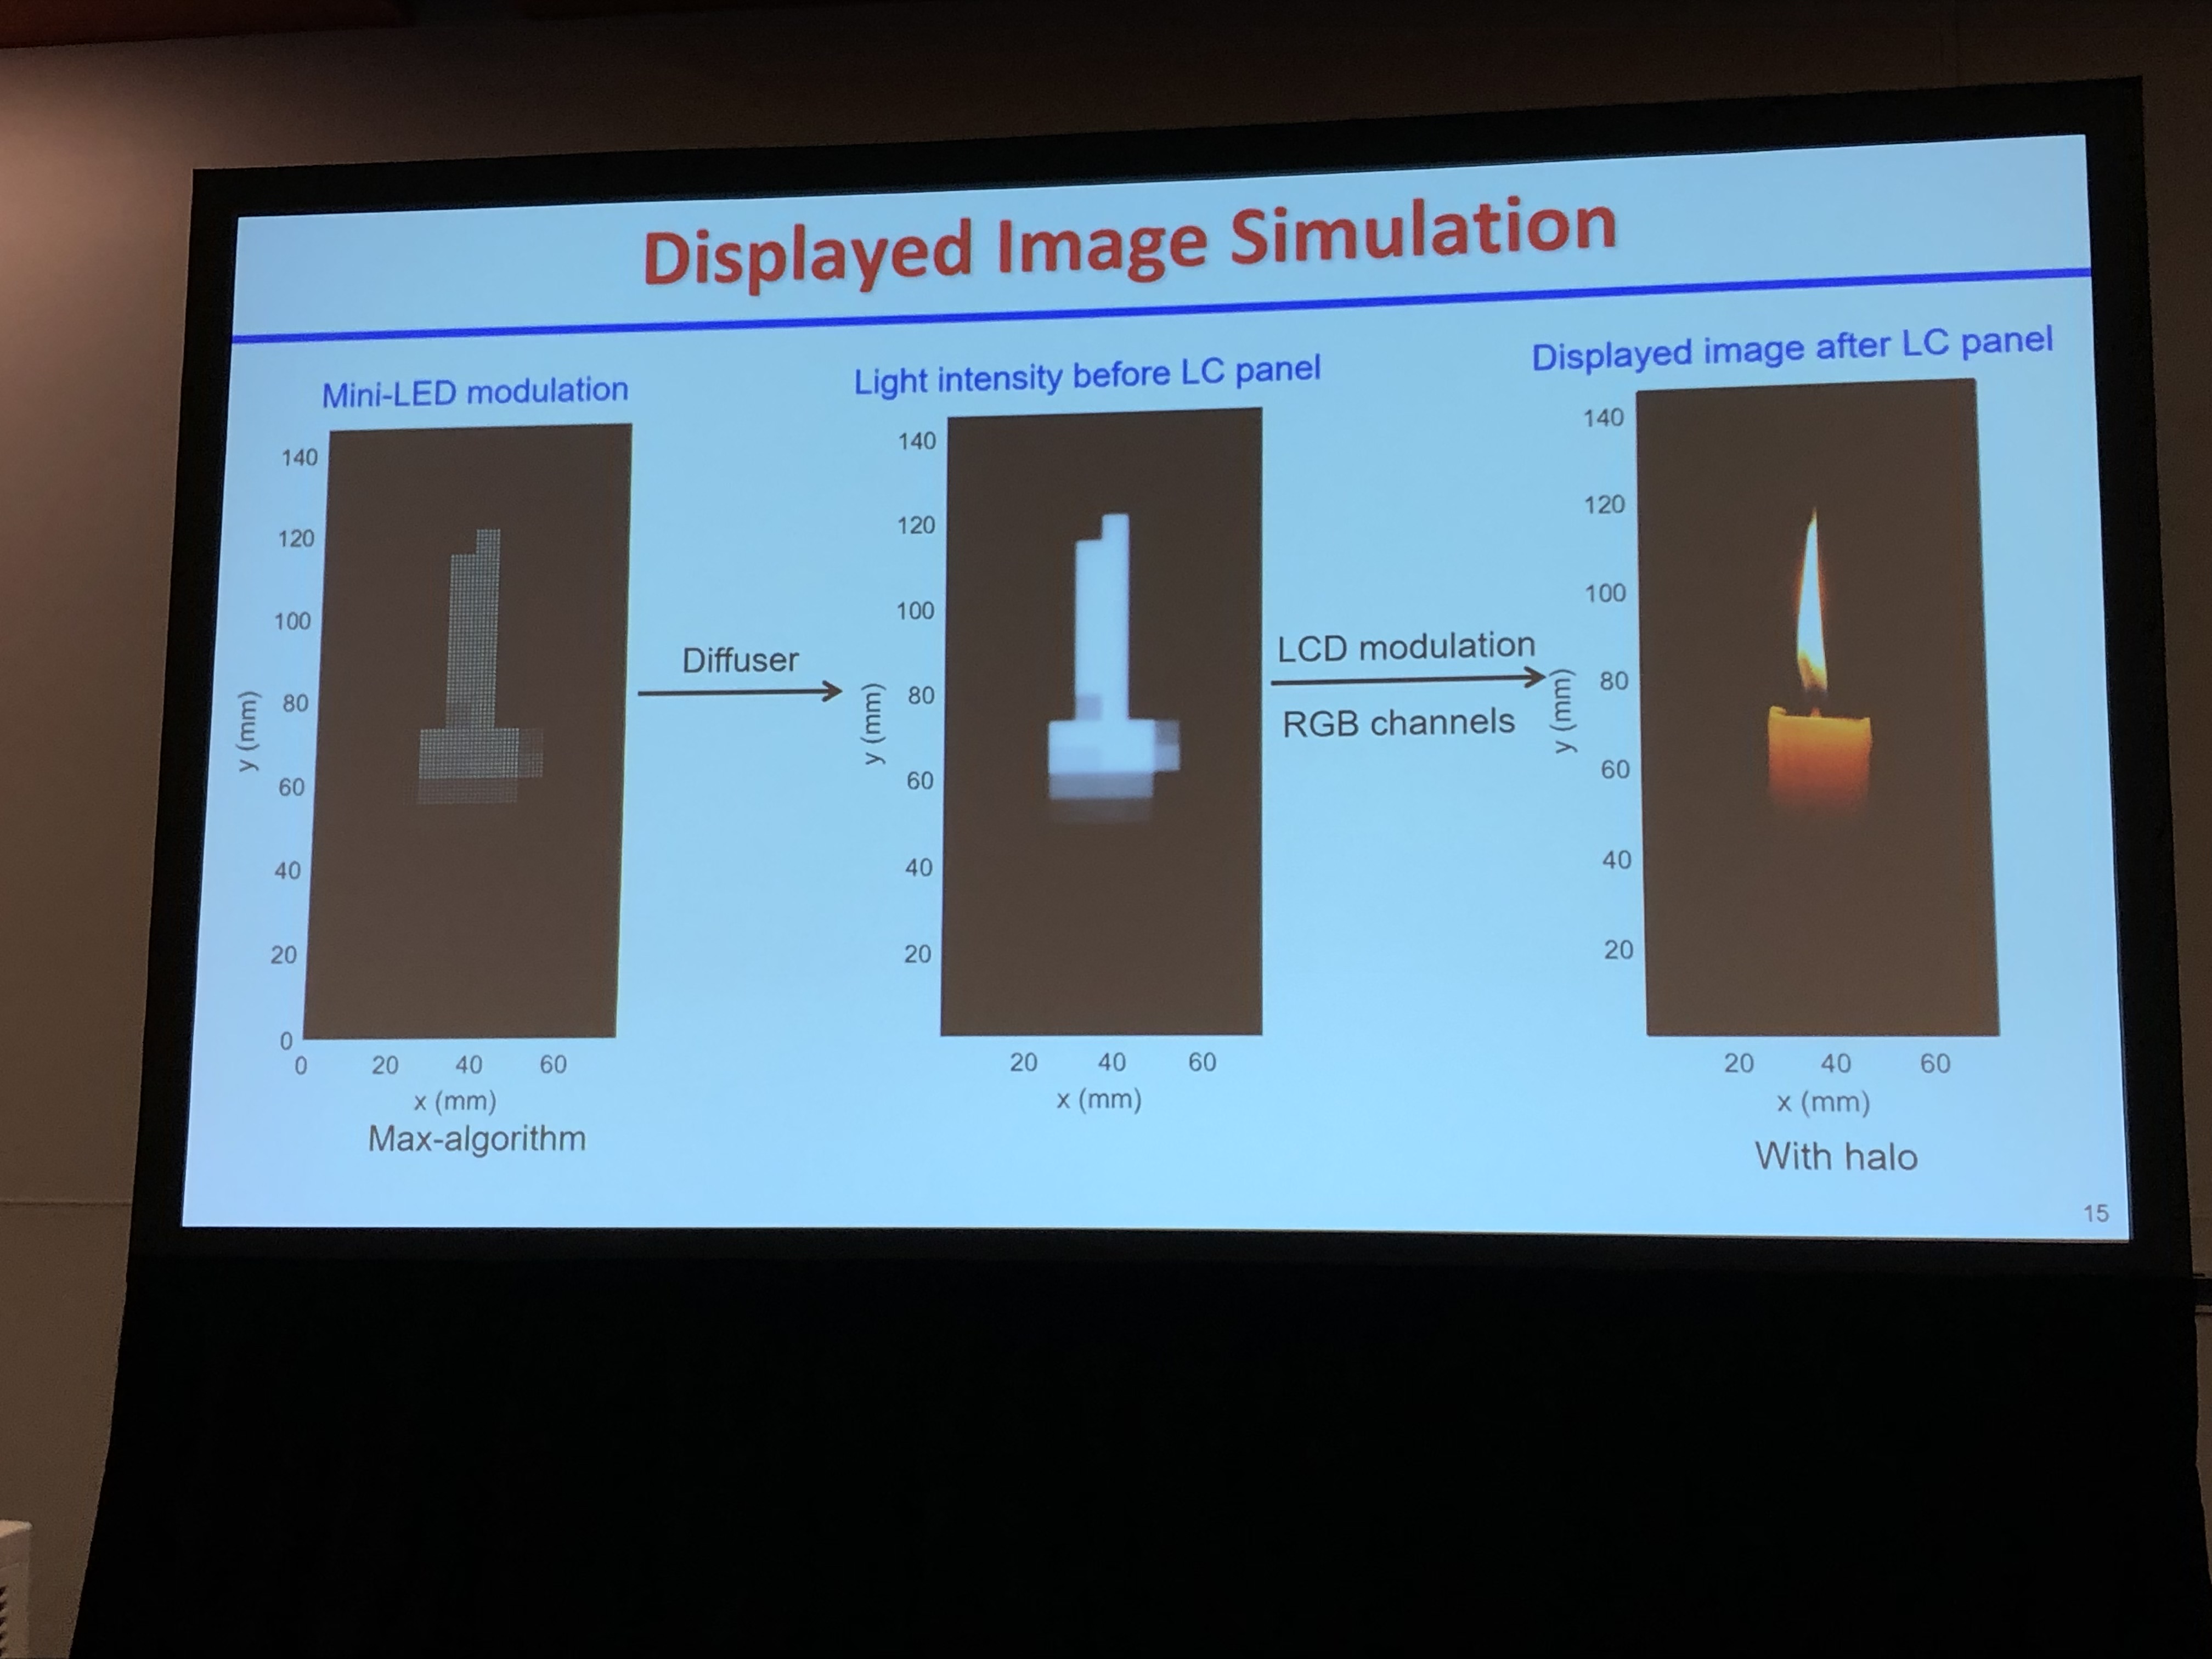 Displayed Image Simulation
Mini-LED modulation
140
120
100
80
60
40
20
0
y (mm)
0 20 40 60
x (mm)
Max-algorithm
Diffuser
Light intensity before LC panel
140
120
100
80
60
40
20
y (mm)
20 40 60
x (mm)
LCD modulation
RGB channels
Displayed image after LC panel
140
120
100
80
60
40
20
y (mm)
20 40 60
x (mm)
With halo
15